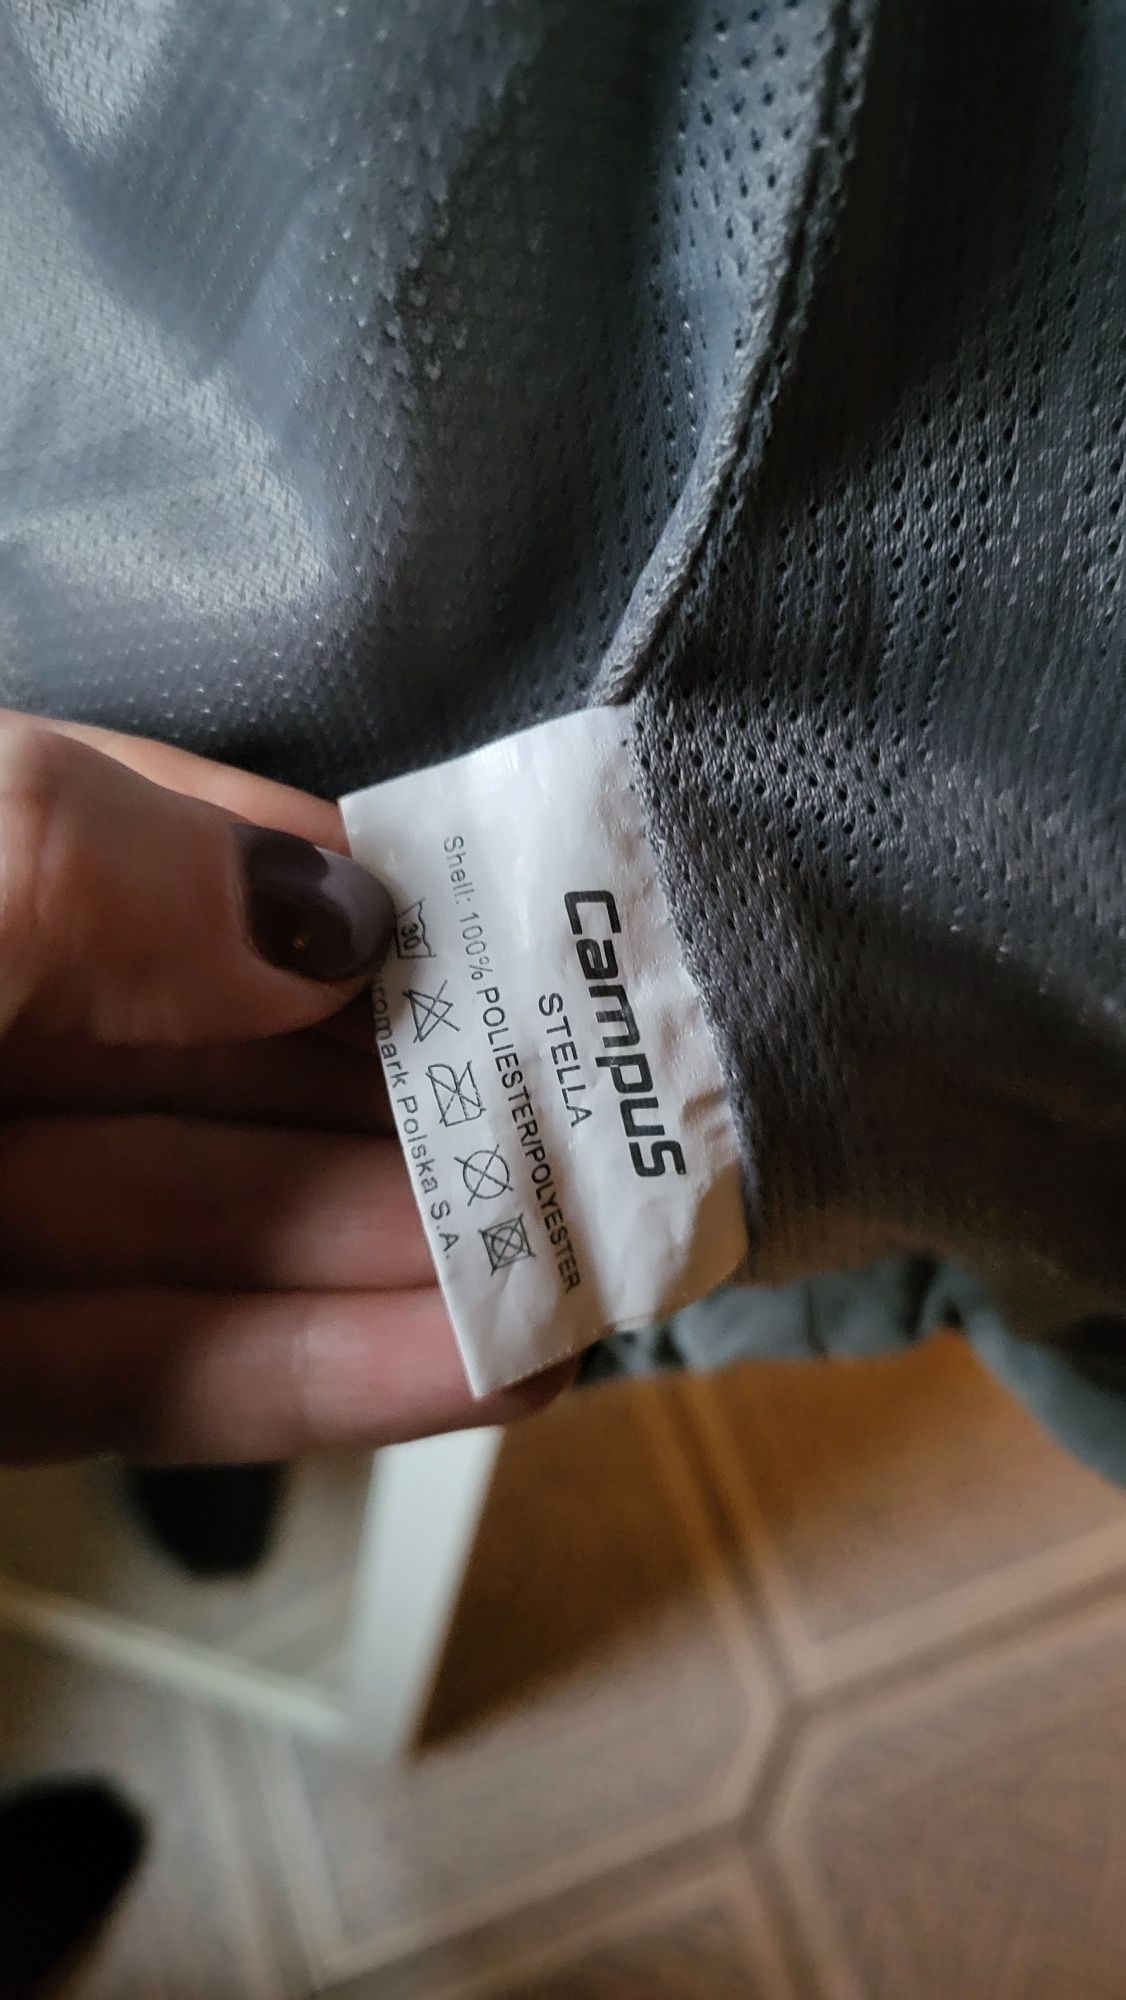 CampuS
STELLA
Shell: 100% POLIESTER/POLYESTER
30
Polska S.A.